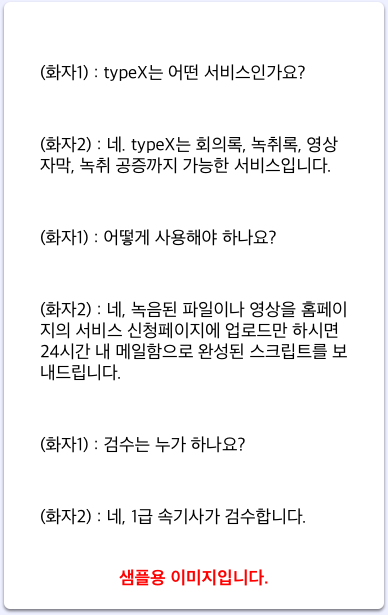 (화자1) : typeX는 어떤 서비스인가요?
(화자2) : 네. typeX는 회의록, 녹취록, 영상
자막, 녹취 공증까지 가능한 서비스입니다.
(화자1) : 어떻게 사용해야 하나요?
(화자2) : 네, 녹음된 파일이나 영상을 홈페이
지의 서비스 신청페이지에 업로드만 하시면
24시간 내 메일함으로 완성된 스크립트를 보
내드립니다.
(화자1) : 검수는 누가 하나요?
(화자2) : 네, 1급 속기사가 검수합니다.
샘플용 이미지입니다.